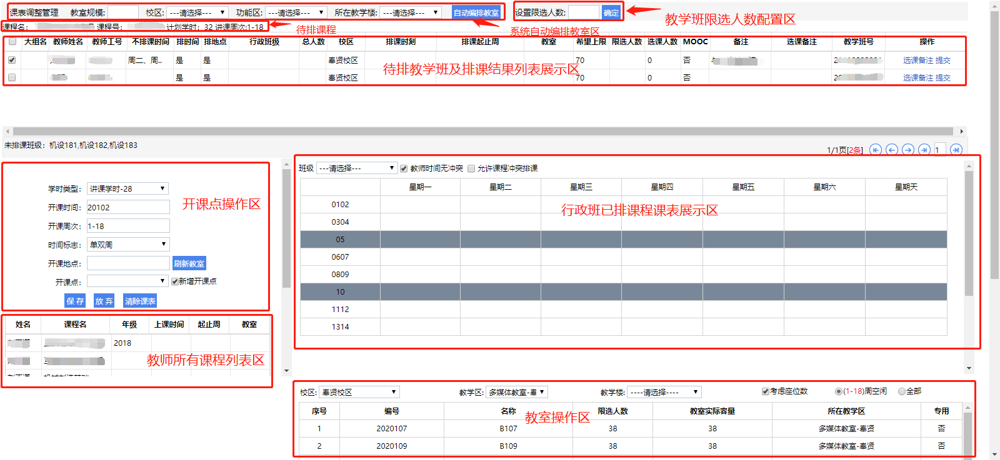 课表调整管理 教室规模: 校区: ---请选择--- 功能区: ---请选择--- 所在教学楼: ---请选择--- 自动编排教室 设置限选人数: 确定
教学班限选人数配置区
课程名: 课程号: 计划学时: 32 讲课周次:1-18 待排课程
系统自动编排教室区
大组名 教师姓名 教师工号 不排课时间 排时间 排地点 行政班级 总人数 校区 排课时刻 排课起止周 教室 希望上限 限选人数 选课人数 MOOC 备注 选课备注 教学班号 操作
周二、周.. 是 是 奉贤校区 70 0 否 选课备注 提交
待排教学班及排课结果列表展示区
是 是 奉贤校区 70 0 否 选课备注 提交
未排课班级: 机设181,机设182,机设183
1/1页[2条] 1
班级 ---请选择--- 教师时间无冲突 允许课程冲突排课
星期一 星期二 星期三 星期四 星期五 星期六 星期天
0102
0304
05
0607
0809
10
1112
1314
行政班已排课程课表展示区
学时类型: 讲课学时-28
开课时间: 20102
开课周次: 1-18
时间标志: 单双周
开课地点: 刷新教室
开课点: 新增开课点
保 存 放 弃 清除课表
开课点操作区
姓名 课程名 年级 上课时间 起止周 教室
2018
教师所有课程列表区
校区: 奉贤校区 教学区: 多媒体教室-奉 教学楼: ----请选择---- 考虑座位数 (1-18)周空闲 全部
序号 编号 名称 限选人数 教室实际容量 所在教学区 专用
教室操作区
1 2020107 B107 38 38 多媒体教室-奉贤 否
2 2020109 B109 38 38 多媒体教室-奉贤 否